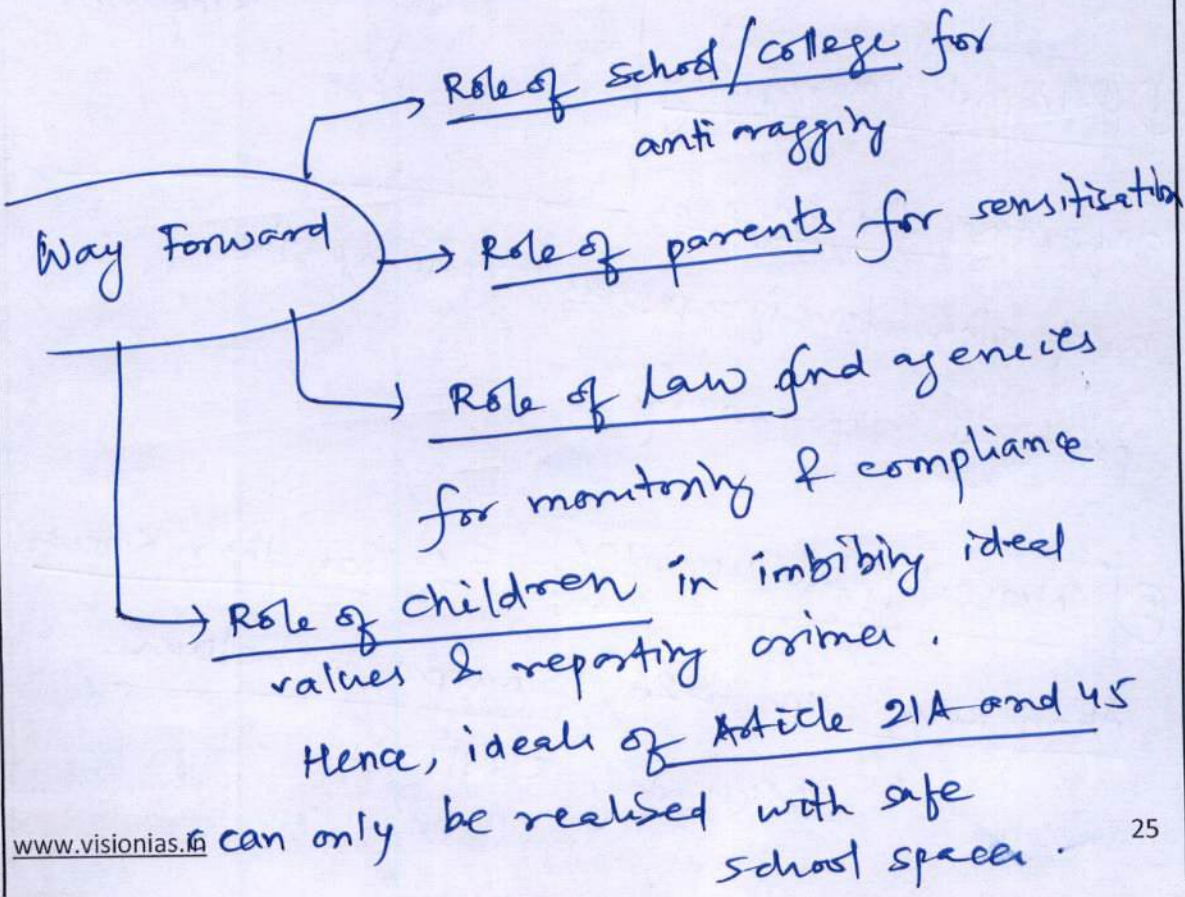 Role of school/college for
anti ragging
Way Forward
Role of parents for sensitisation
Role of law and agencies
for monitoring & compliance
Role of children in imbibing ideal
values & reporting crimes.
Hence, ideals of Article 21A and 45
can only be realised with safe
school spaces.
www.visionias.in
25